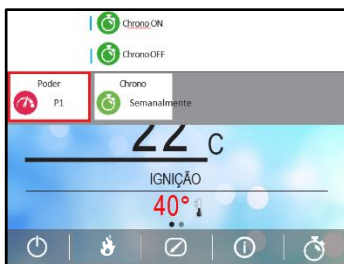 Chrono ON
Chrono OFF
Poder
P1
Chrono
Semanalmente
22 C
IGNIÇÃO
40°